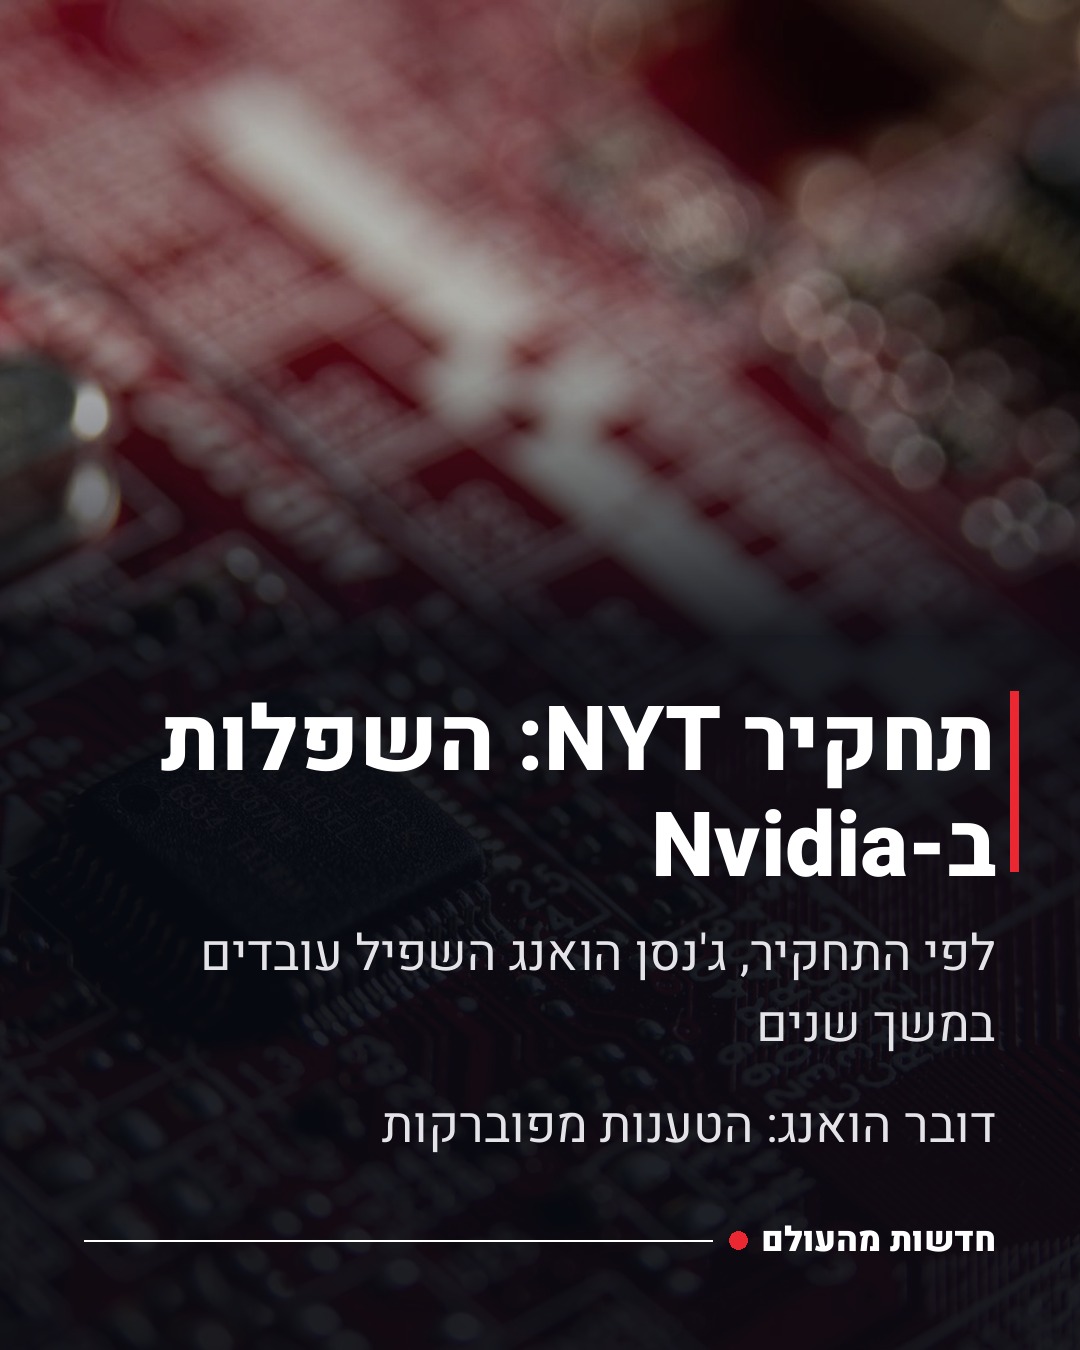 תחקיר NYT: השפלות
ב-Nvidia
לפי התחקיר, ג'נסן הואנג השפיל עובדים
במשך שנים
דובר הואנג: הטענות מפוברקות
חדשות מהעולם